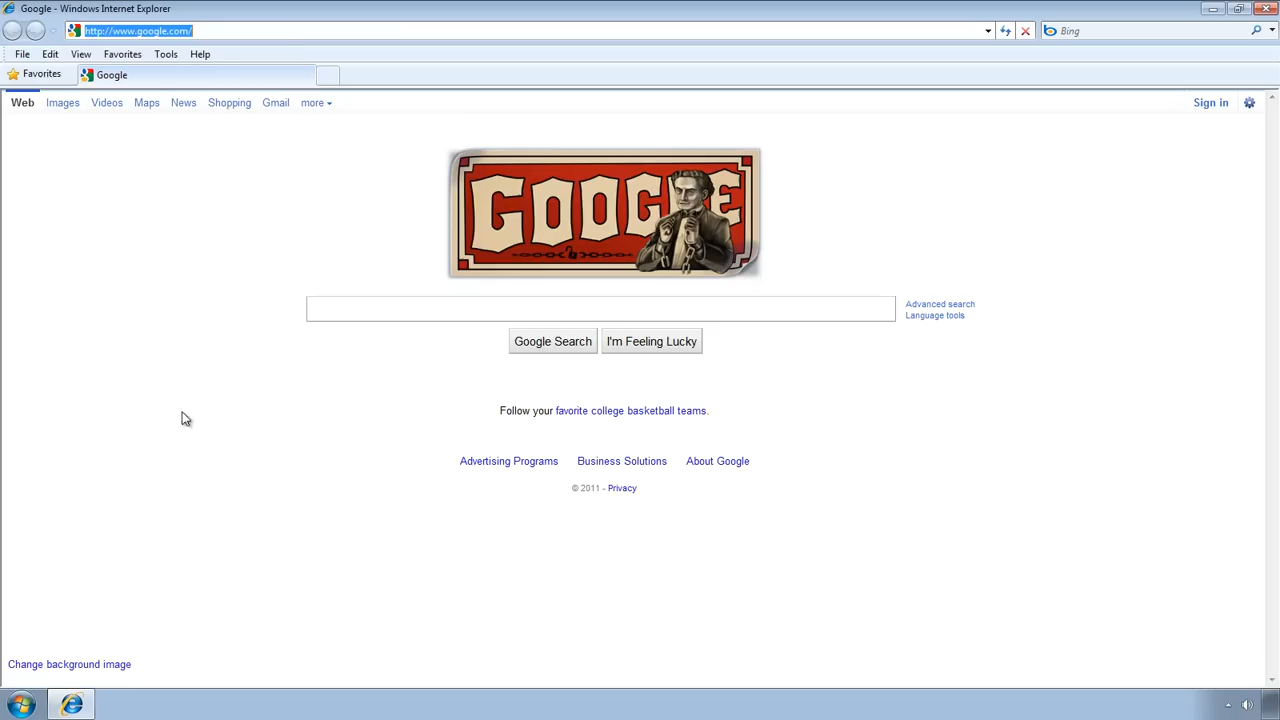 Google - Windows Internet Explorer
http://www.google.com/
Bing
File Edit View Favorites Tools Help
Favorites Google
Web Images Videos Maps News Shopping Gmail more Sign in
GOOGLE
Advanced search
Language tools
Google Search I'm Feeling Lucky
Follow your favorite college basketball teams.
Advertising Programs Business Solutions About Google
© 2011 - Privacy
Change background image